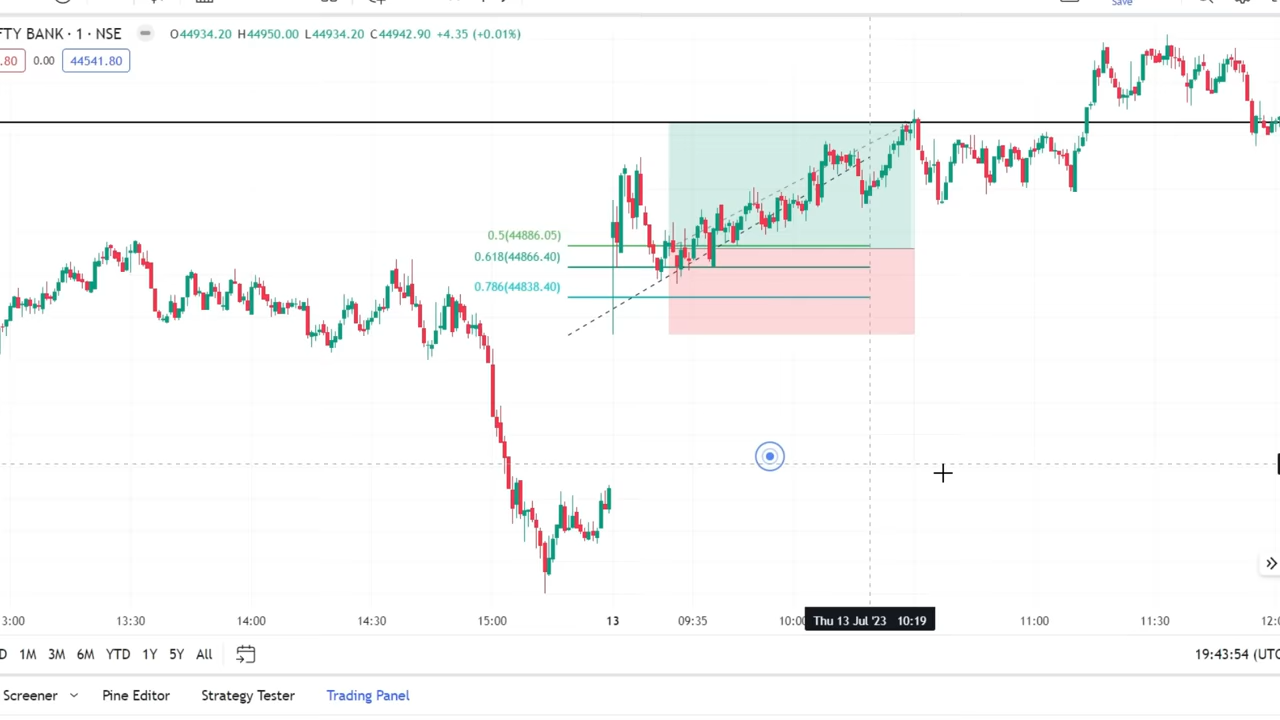 Save
FTY BANK · 1 · NSE O44934.20 H44950.00 L44934.20 C44942.90 +4.35 (+0.01%)
.80 0.00 44541.80
0.5(44886.05)
0.618(44866.40)
0.786(44838.40)
3:00 13:30 14:00 14:30 15:00 13 09:35 10:00 Thu 13 Jul '23 10:19 11:00 11:30 12:0
D 1M 3M 6M YTD 1Y 5Y All 19:43:54 (UTC
Screener Pine Editor Strategy Tester Trading Panel